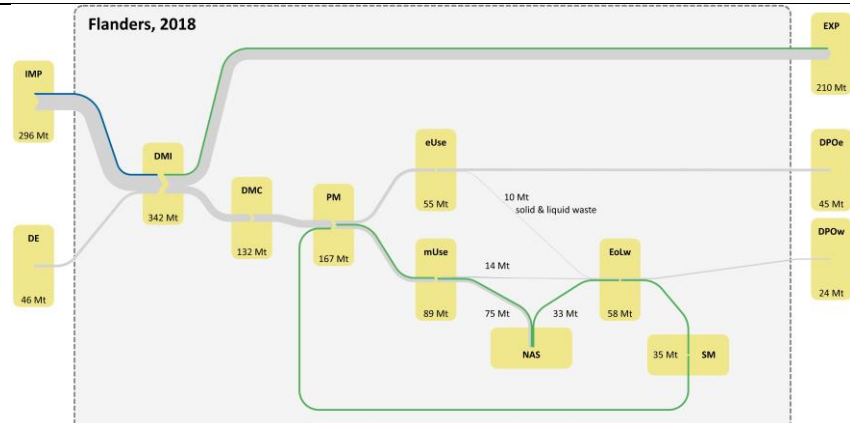 Flanders, 2018
EXP
210 Mt
IMP
296 Mt
DMI
342 Mt
eUse
55 Mt
DPOe
45 Mt
10 Mt
solid & liquid waste
DMC
132 Mt
PM
167 Mt
DE
46 Mt
mUse
89 Mt
14 Mt
EoLw
58 Mt
DPOw
24 Mt
75 Mt
33 Mt
NAS
35 Mt
SM